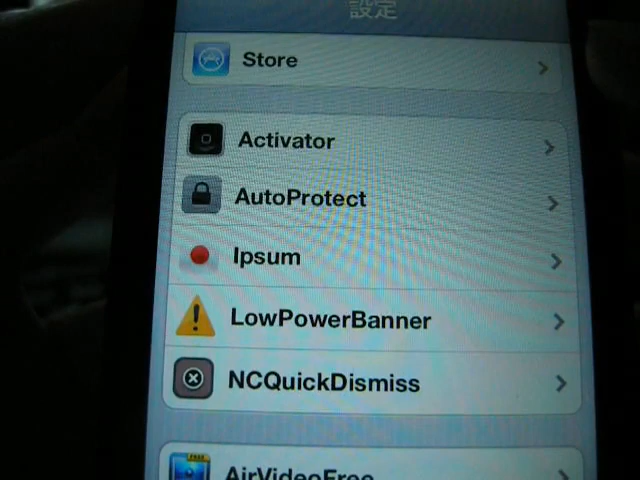 設定
Store
Activator
AutoProtect
Ipsum
LowPowerBanner
NCQuickDismiss
AirVideoFree